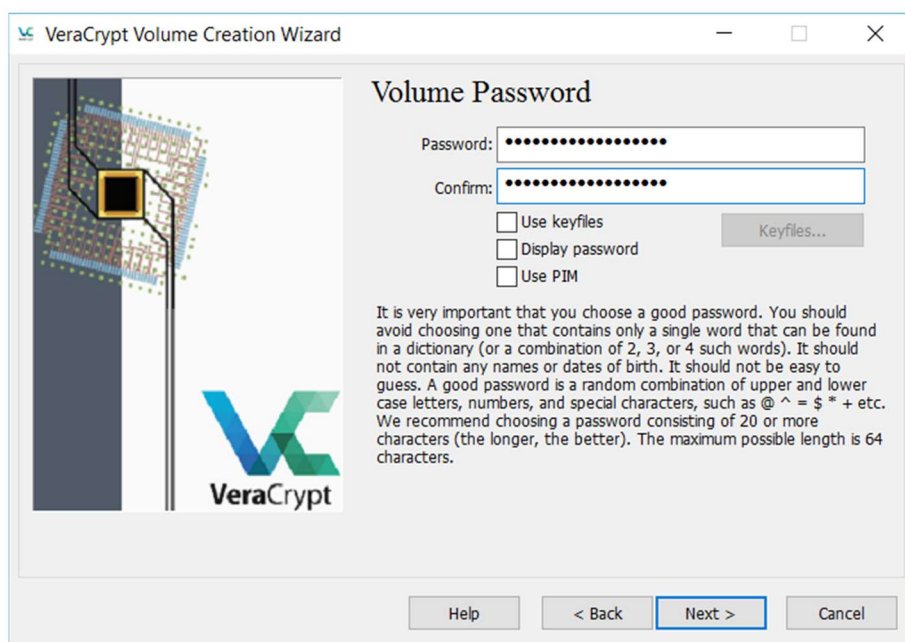 VeraCrypt Volume Creation Wizard
Volume Password
Password: ••••••••••••••••••
Confirm: ••••••••••••••••••
Use keyfiles
Keyfiles...
Display password
Use PIM
It is very important that you choose a good password. You should
avoid choosing one that contains only a single word that can be found
in a dictionary (or a combination of 2, 3, or 4 such words). It should
not contain any names or dates of birth. It should not be easy to
guess. A good password is a random combination of upper and lower
case letters, numbers, and special characters, such as @ ^ = $ * + etc.
We recommend choosing a password consisting of 20 or more
characters (the longer, the better). The maximum possible length is 64
characters.
VeraCrypt
Help
< Back
Next >
Cancel